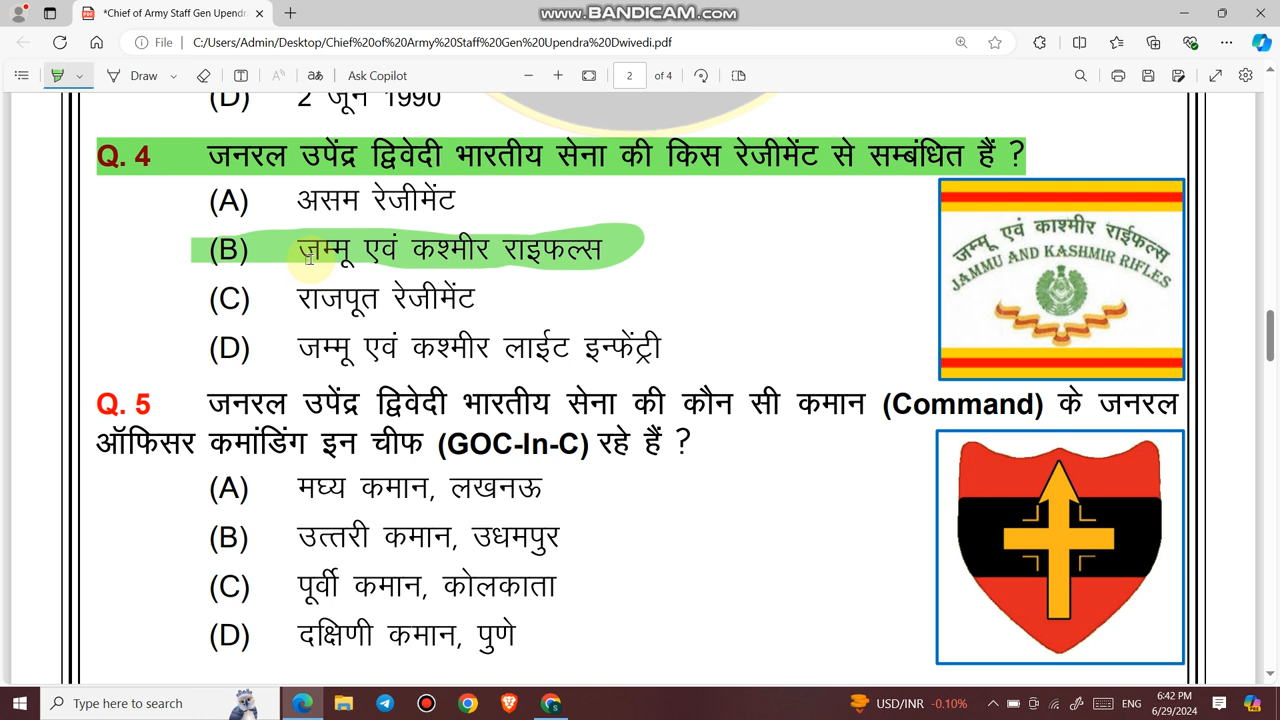 *Chief of Army Staff Gen Upendr
WWW.BANDICAM.COM
File C:/Users/Admin/Desktop/Chief%20of%20Army%20Staff%20Gen%20Upendra%20Dwivedi.pdf
Draw aあ Ask Copilot 2 of 4
(D) 2 जून 1990
Q. 4 जनरल उपेंद्र द्विवेदी भारतीय सेना की किस रेजीमेंट से सम्बंधित हैं ?
(A) असम रेजीमेंट
(B) जम्मू एवं कश्मीर राइफल्स
(C) राजपूत रेजीमेंट
(D) जम्मू एवं कश्मीर लाईट इन्फेंट्री
जम्मू एवं काश्मीर राईफल्स
JAMMU AND KASHMIR RIFLES
Q. 5 जनरल उपेंद्र द्विवेदी भारतीय सेना की कौन सी कमान (Command) के जनरल
ऑफिसर कमांडिंग इन चीफ (GOC-In-C) रहे हैं ?
(A) मघ्य कमान, लखनऊ
(B) उत्तरी कमान, उधमपुर
(C) पूर्वी कमान, कोलकाता
(D) दक्षिणी कमान, पुणे
Type here to search
USD/INR -0.10%
ENG
6:42 PM
6/29/2024